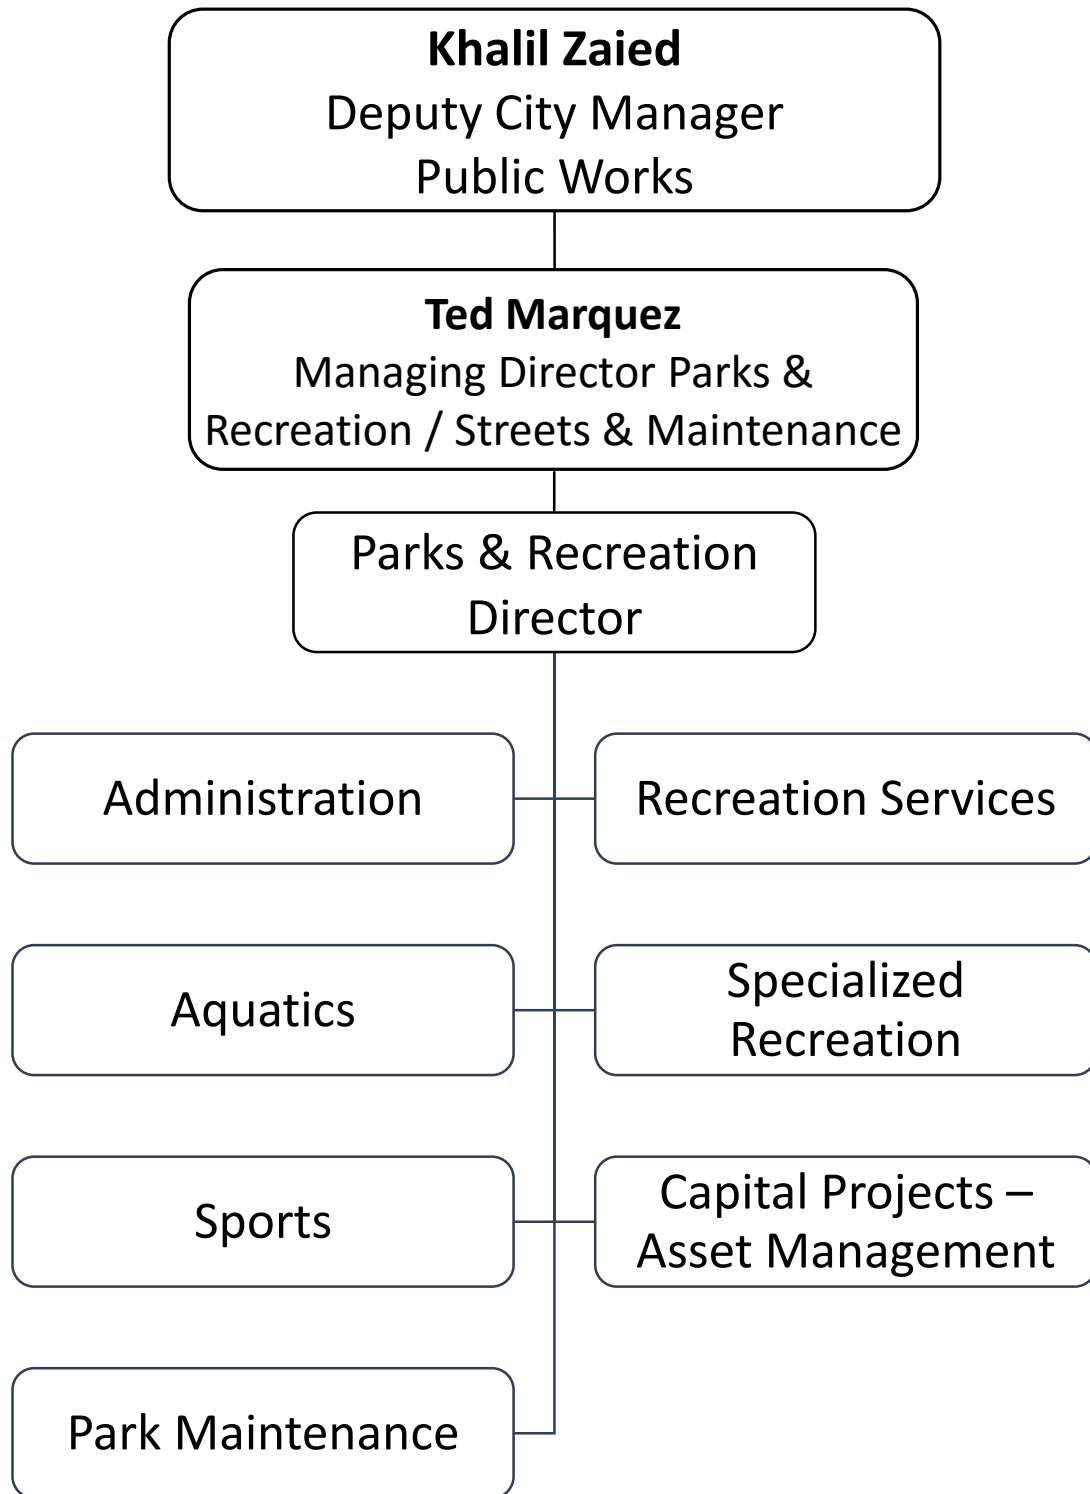 Khalil Zaied
Deputy City Manager
Public Works
Ted Marquez
Managing Director Parks &
Recreation / Streets & Maintenance
Parks & Recreation
Director
Administration
Recreation Services
Aquatics
Specialized
Recreation
Sports
Capital Projects –
Asset Management
Park Maintenance